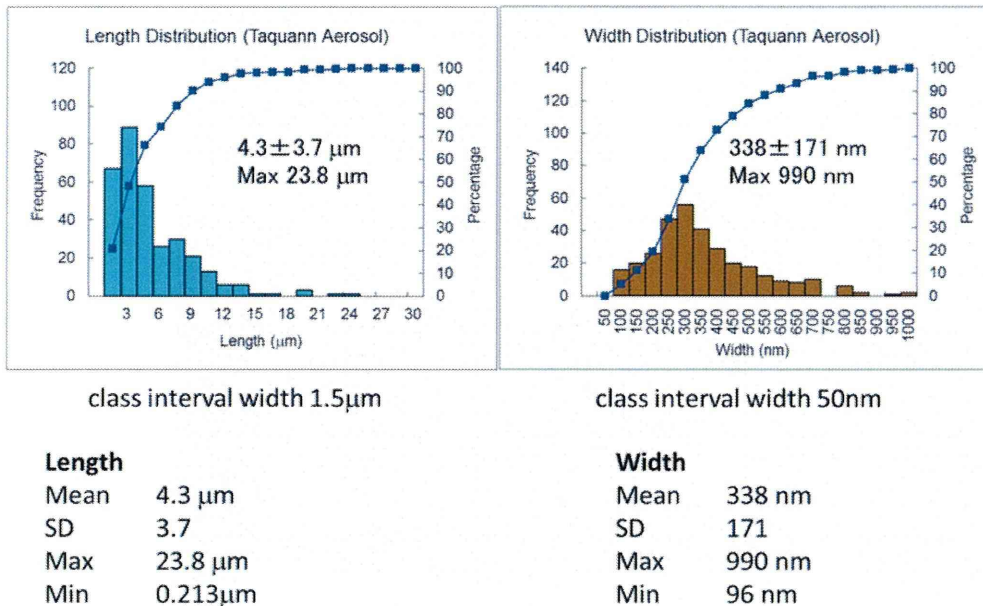 Length Distribution (Taquann Aerosol)
120
100
80
60
40
20
0
Frequency
100
90
80
70
60
50
40
30
20
10
0
Percentage
4.3±3.7 μm
Max 23.8 μm
3 6 9 12 15 18 21 24 27 30
Length (μm)
class interval width 1.5μm
Width Distribution (Taquann Aerosol)
140
120
100
80
60
40
20
0
Frequency
100
90
80
70
60
50
40
30
20
10
0
Percentage
338±171 nm
Max 990 nm
50 100 150 200 250 300 350 400 450 500 550 600 650 700 750 800 850 900 950 1000
Width (nm)
class interval width 50nm
Length
Mean 4.3 μm
SD 3.7
Max 23.8 μm
Min 0.213μm
Width
Mean 338 nm
SD 171
Max 990 nm
Min 96 nm